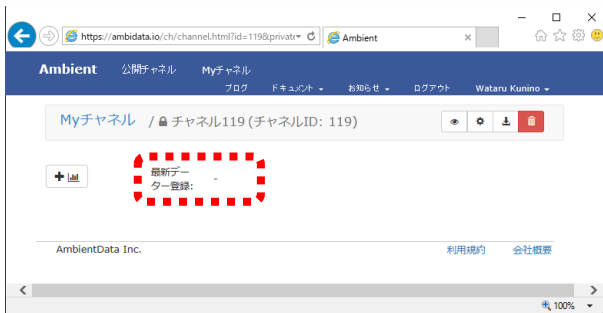 https://ambidata.io/ch/channel.html?id=119&privat
Ambient
Ambient 公開チャネル Myチャネル
ブログ ドキュメント お知らせ ログアウト Wataru Kunino
Myチャネル / チャネル119 (チャネルID: 119)
最新デー
ター登録: -
AmbientData Inc. 利用規約 会社概要
100%